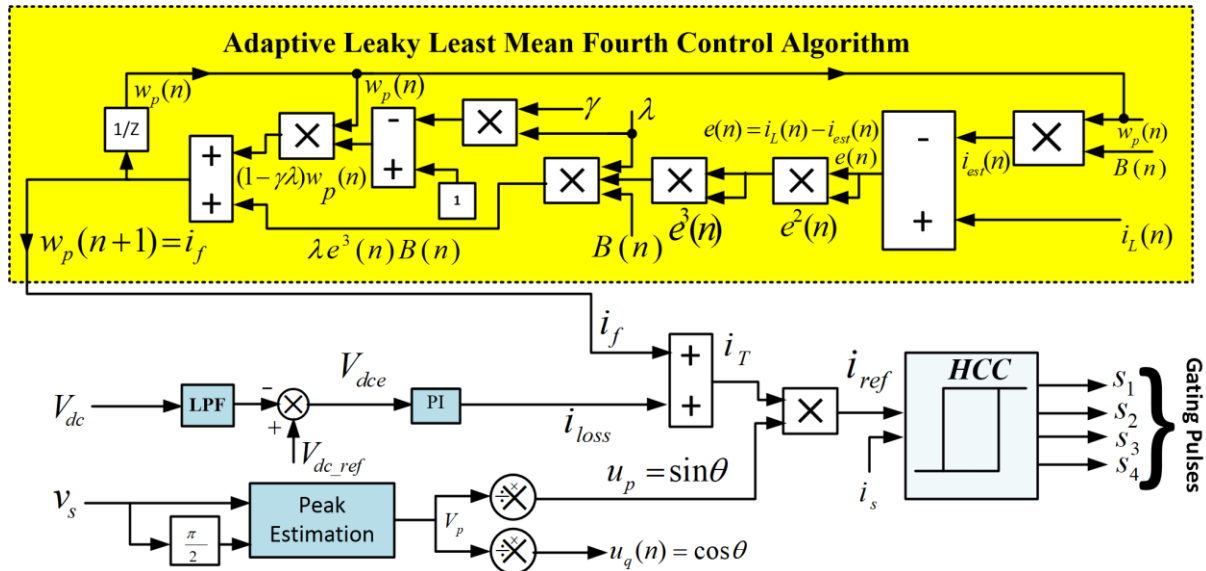 Adaptive Leaky Least Mean Fourth Control Algorithm
w_p(n)
w_p(n)
1/Z
×
-
+
×
γ
λ
1
+
+
(1-γλ)w_p(n)
×
×
×
e(n) = i_L(n) - i_est(n)
e(n)
e³(n)
e²(n)
-
+
i_est(n)
×
w_p(n)
B(n)
i_L(n)
w_p(n+1) = i_f
λe³(n)B(n)
B(n)
i_f
+
+
i_T
V_dc
LPF
-
×
+
V_dc_ref
V_dce
PI
i_loss
×
i_ref
i_s
HCC
s_1
s_2
s_3
s_4
}
Gating Pulses
v_s
π/2
Peak
Estimation
V_p
÷×
u_p = sinθ
÷×
u_q(n) = cosθ